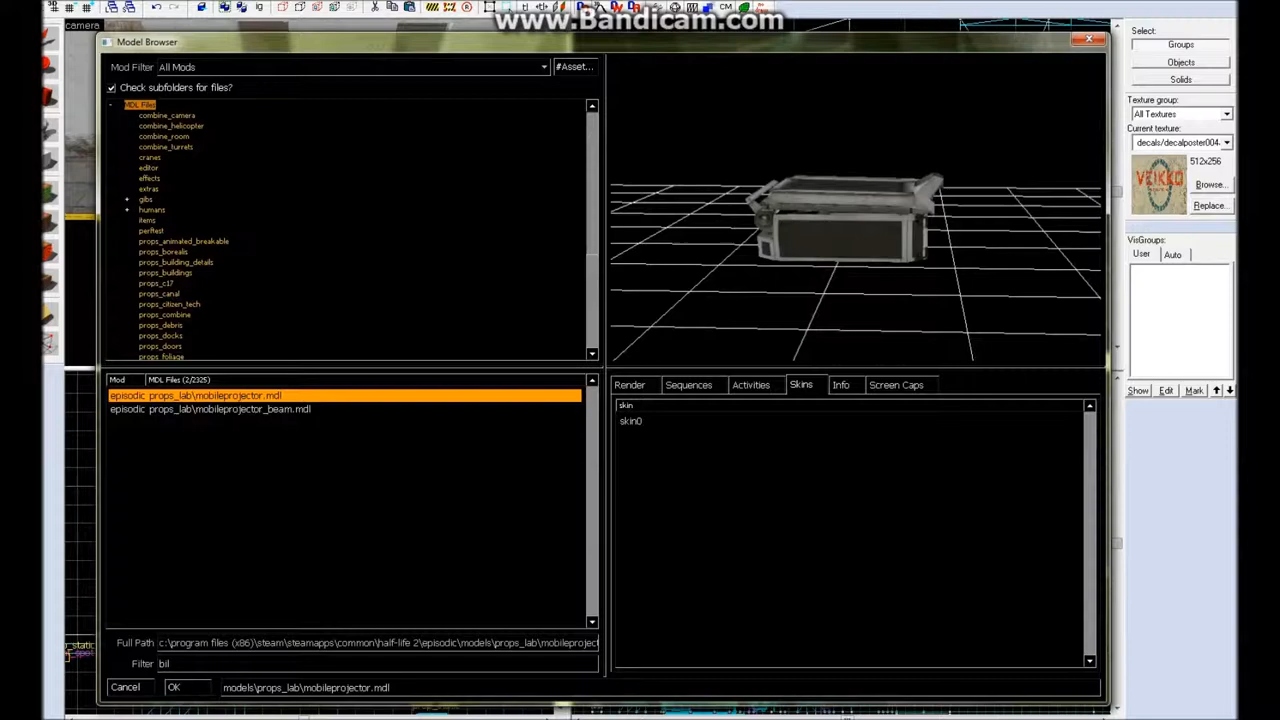 camera
www.Bandicam.com
CM
Model Browser
Mod Filter All Mods #Asset...
Check subfolders for files?
MDL Files
combine_camera
combine_helicopter
combine_room
combine_turrets
cranes
editor
effects
extras
gibs
humans
items
perftest
props_animated_breakable
props_borealis
props_building_details
props_buildings
props_c17
props_canal
props_citizen_tech
props_combine
props_debris
props_docks
props_doors
props_foliage
Mod MDL Files (2/2325)
episodic props_lab\mobileprojector.mdl
episodic props_lab\mobileprojector_beam.mdl
Full Path c:\program files (x86)\steam\steamapps\common\half-life 2\episodic\models\props_lab\mobileproject
Filter bil
Cancel OK models\props_lab\mobileprojector.mdl
Render Sequences Activities Skins Info Screen Caps
skin
skin0
Select:
Groups
Objects
Solids
Texture group:
All Textures
Current texture:
decals/decalposter004.
VEIKKO
512x256
Browse...
Replace...
VisGroups:
User Auto
Show Edit Mark